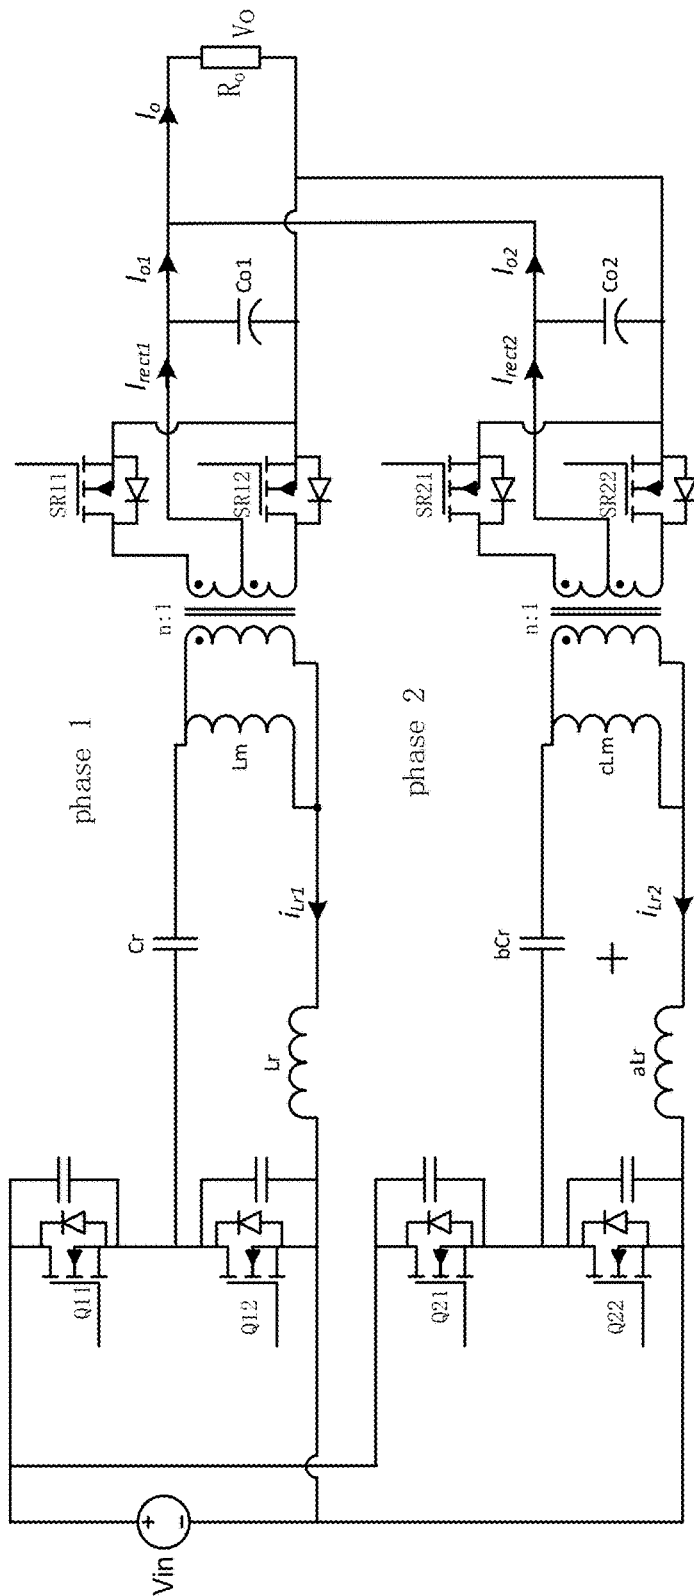 Vin
+
−
Q11
Q12
Cr
Lr
i_Lr1
phase 1
Lm
n:1
SR11
SR12
I_rect1
I_o1
Co1
I_o
R_o
Vo
Q21
Q22
bCr
aLr
i_Lr2
phase 2
cLm
n:1
SR21
SR22
I_rect2
I_o2
Co2